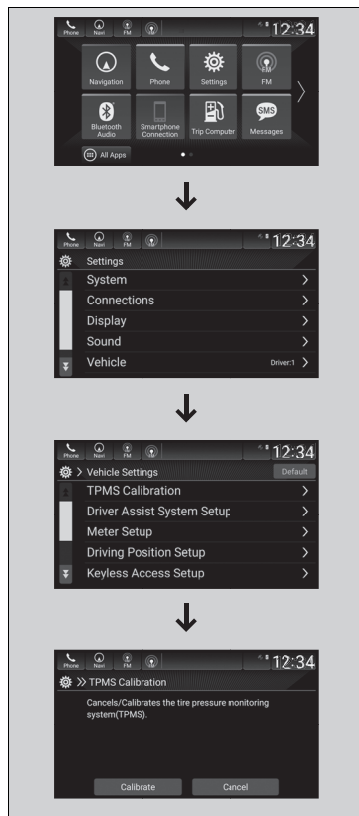 Phone Navi FM 12:34
FM
Navigation Phone Settings FM
SMS
Bluetooth Smartphone Trip Computer Messages
Audio Connection
All Apps
Phone Navi FM 12:34
Settings
System
Connections
Display
Sound
Vehicle Driver:1
Phone Navi FM 12:34
Vehicle Settings Default
TPMS Calibration
Driver Assist System Setup
Meter Setup
Driving Position Setup
Keyless Access Setup
Phone Navi FM 12:34
TPMS Calibration
Cancels/Calibrates the tire pressure monitoring
system(TPMS).
Calibrate Cancel